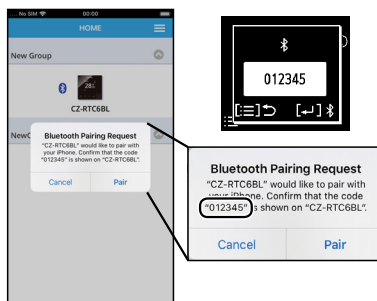 No SIM 00:00
HOME
New Group
28
CZ-RTC6BL
New
Bluetooth Pairing Request
"CZ-RTC6BL" would like to pair with
your iPhone. Confirm that the code
"012345" is shown on "CZ-RTC6BL".
Cancel Pair
012345
Bluetooth Pairing Request
"CZ-RTC6BL" would like to pair with
your iPhone. Confirm that the code
"012345" is shown on "CZ-RTC6BL".
Cancel Pair